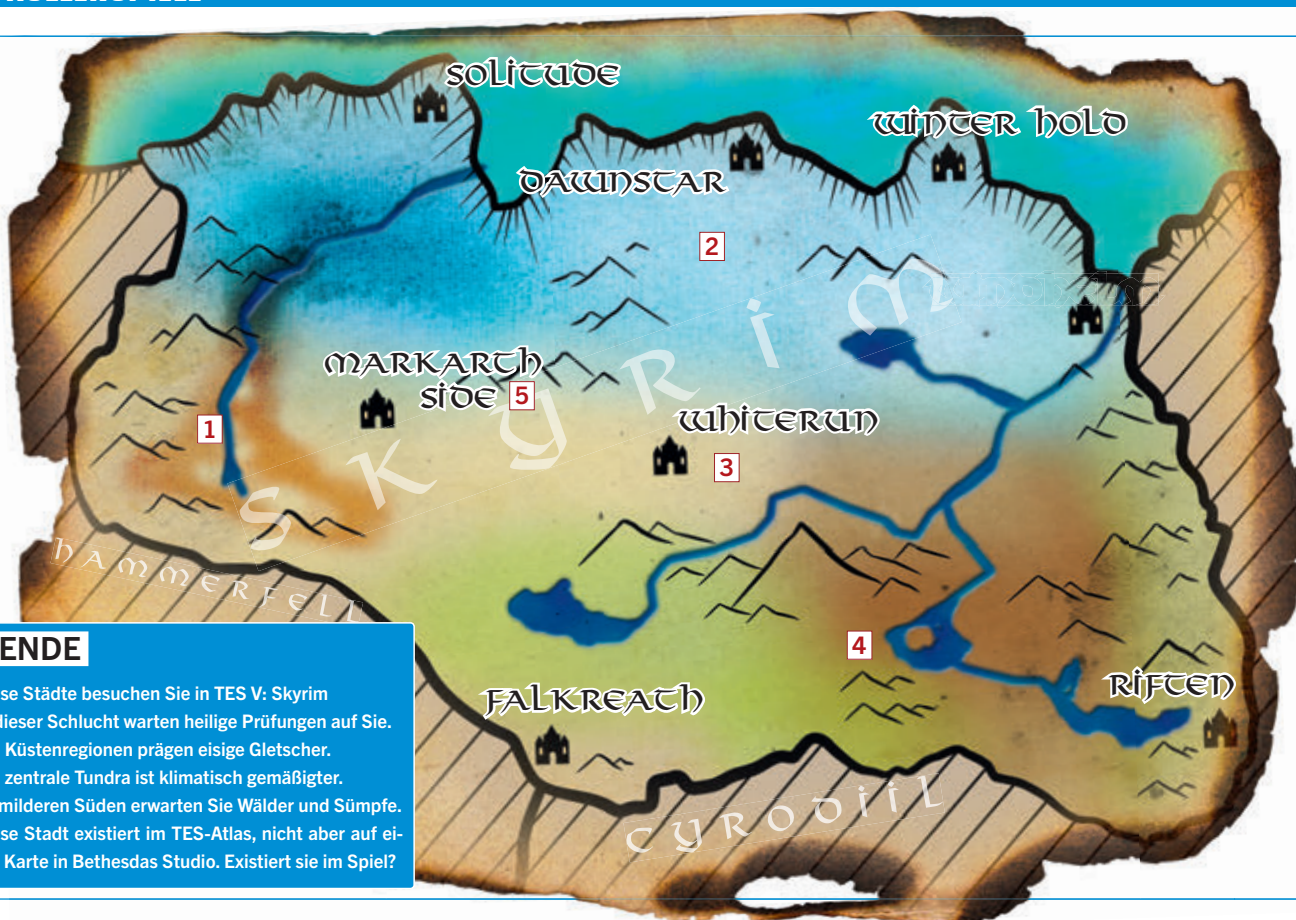 SOLITUDE
WINTER HOLD
DAWNSTAR
2
MARKARTH
SIDE
5
1
WHITERUN
3
SKYRIM
HAMMERFELL
4
FALKREATH
RIFTEN
CYRODIIL
ENDE
se Städte besuchen Sie in TES V: Skyrim
dieser Schlucht warten heilige Prüfungen auf Sie.
Küstenregionen prägen eisige Gletscher.
zentrale Tundra ist klimatisch gemäßigter.
milderen Süden erwarten Sie Wälder und Sümpfe.
se Stadt existiert im TES-Atlas, nicht aber auf ei-
Karte in Bethesdas Studio. Existiert sie im Spiel?